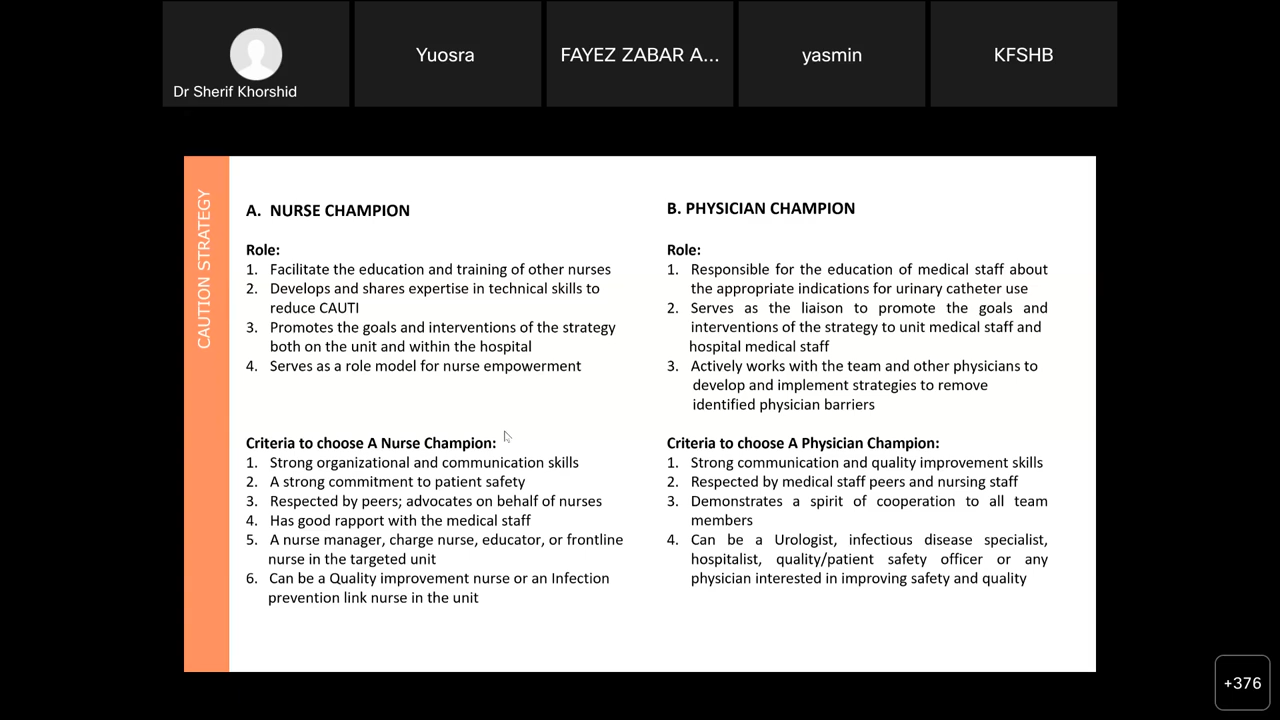 Dr Sherif Khorshid
Yuosra
FAYEZ ZABAR A...
yasmin
KFSHB
CAUTION STRATEGY
A. NURSE CHAMPION
Role:
1. Facilitate the education and training of other nurses
2. Develops and shares expertise in technical skills to
reduce CAUTI
3. Promotes the goals and interventions of the strategy
both on the unit and within the hospital
4. Serves as a role model for nurse empowerment
Criteria to choose A Nurse Champion:
1. Strong organizational and communication skills
2. A strong commitment to patient safety
3. Respected by peers; advocates on behalf of nurses
4. Has good rapport with the medical staff
5. A nurse manager, charge nurse, educator, or frontline
nurse in the targeted unit
6. Can be a Quality improvement nurse or an Infection
prevention link nurse in the unit
B. PHYSICIAN CHAMPION
Role:
1. Responsible for the education of medical staff about
the appropriate indications for urinary catheter use
2. Serves as the liaison to promote the goals and
interventions of the strategy to unit medical staff and
hospital medical staff
3. Actively works with the team and other physicians to
develop and implement strategies to remove
identified physician barriers
Criteria to choose A Physician Champion:
1. Strong communication and quality improvement skills
2. Respected by medical staff peers and nursing staff
3. Demonstrates a spirit of cooperation to all team
members
4. Can be a Urologist, infectious disease specialist,
hospitalist, quality/patient safety officer or any
physician interested in improving safety and quality
+376